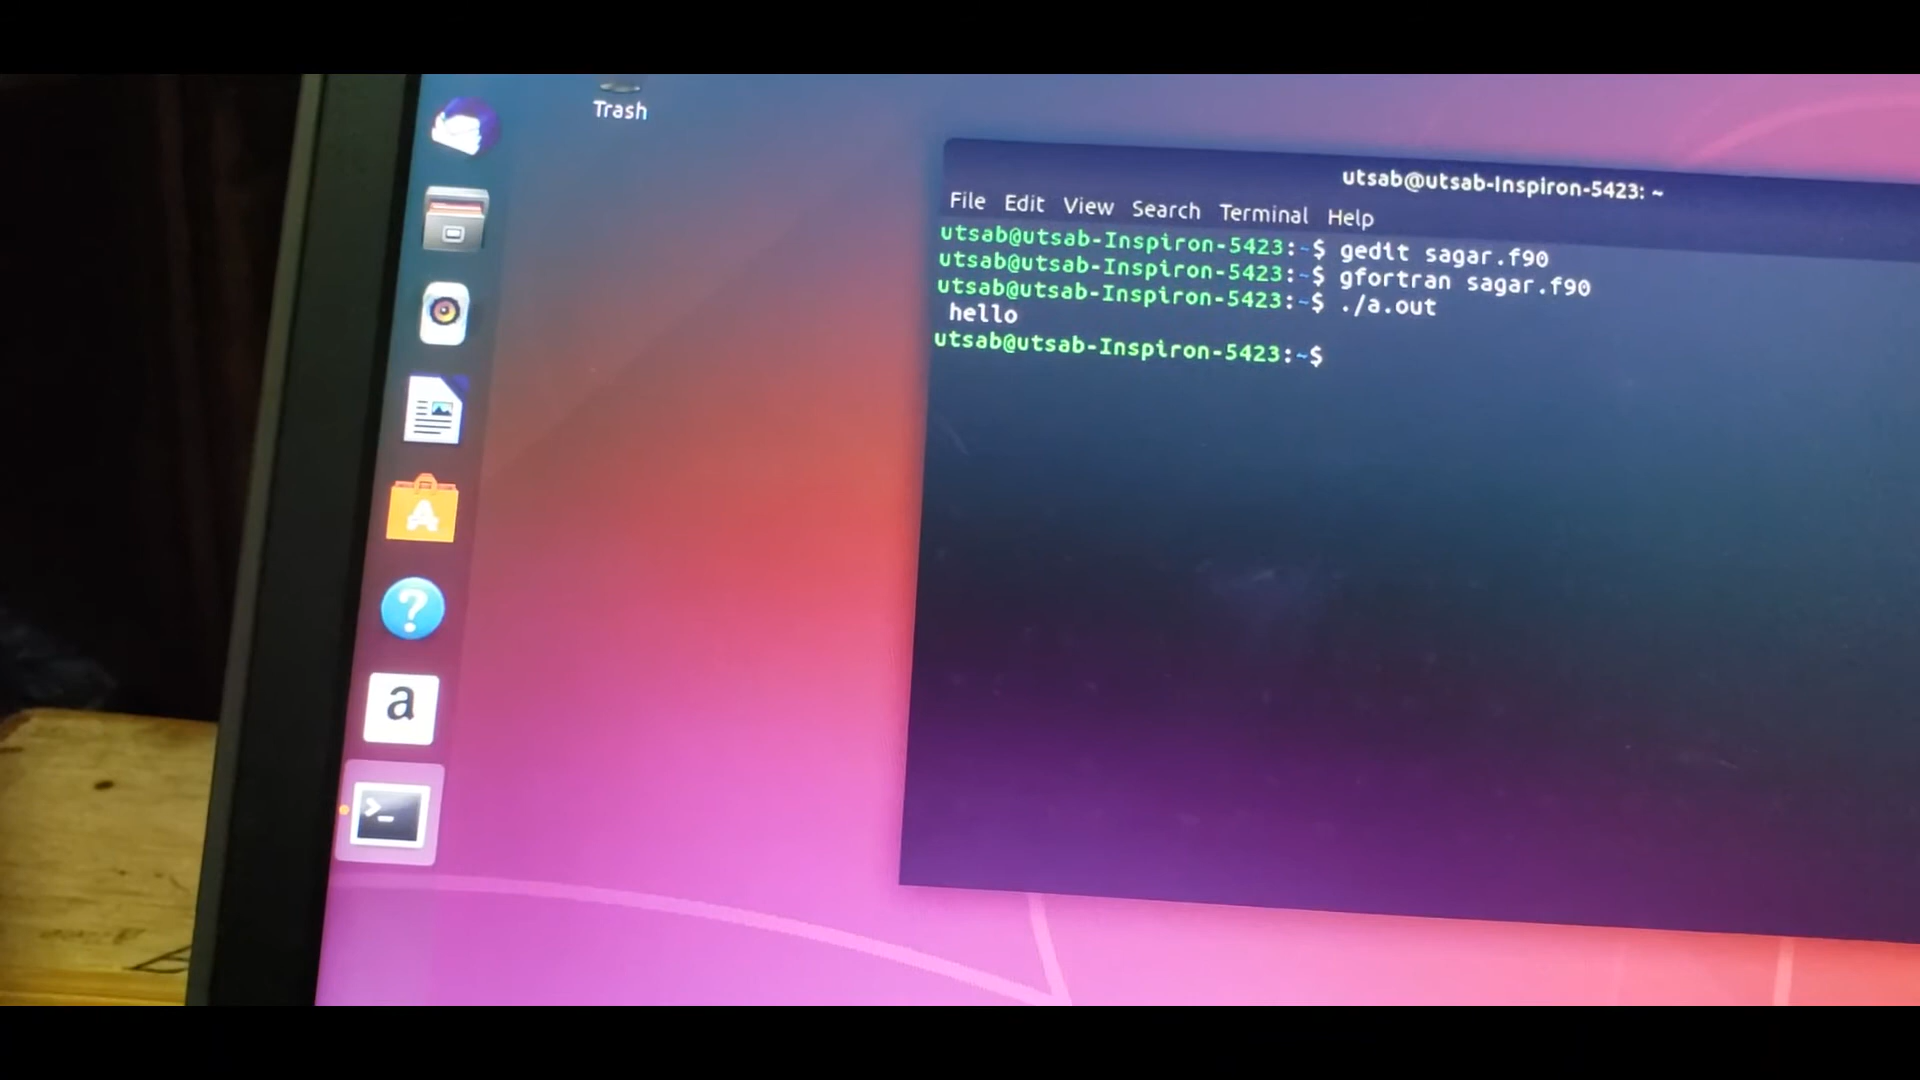 Trash
utsab@utsab-Inspiron-5423: ~
File Edit View Search Terminal Help
utsab@utsab-Inspiron-5423:~$ gedit sagar.f90
utsab@utsab-Inspiron-5423:~$ gfortran sagar.f90
utsab@utsab-Inspiron-5423:~$ ./a.out
hello
utsab@utsab-Inspiron-5423:~$
A
?
a
>_